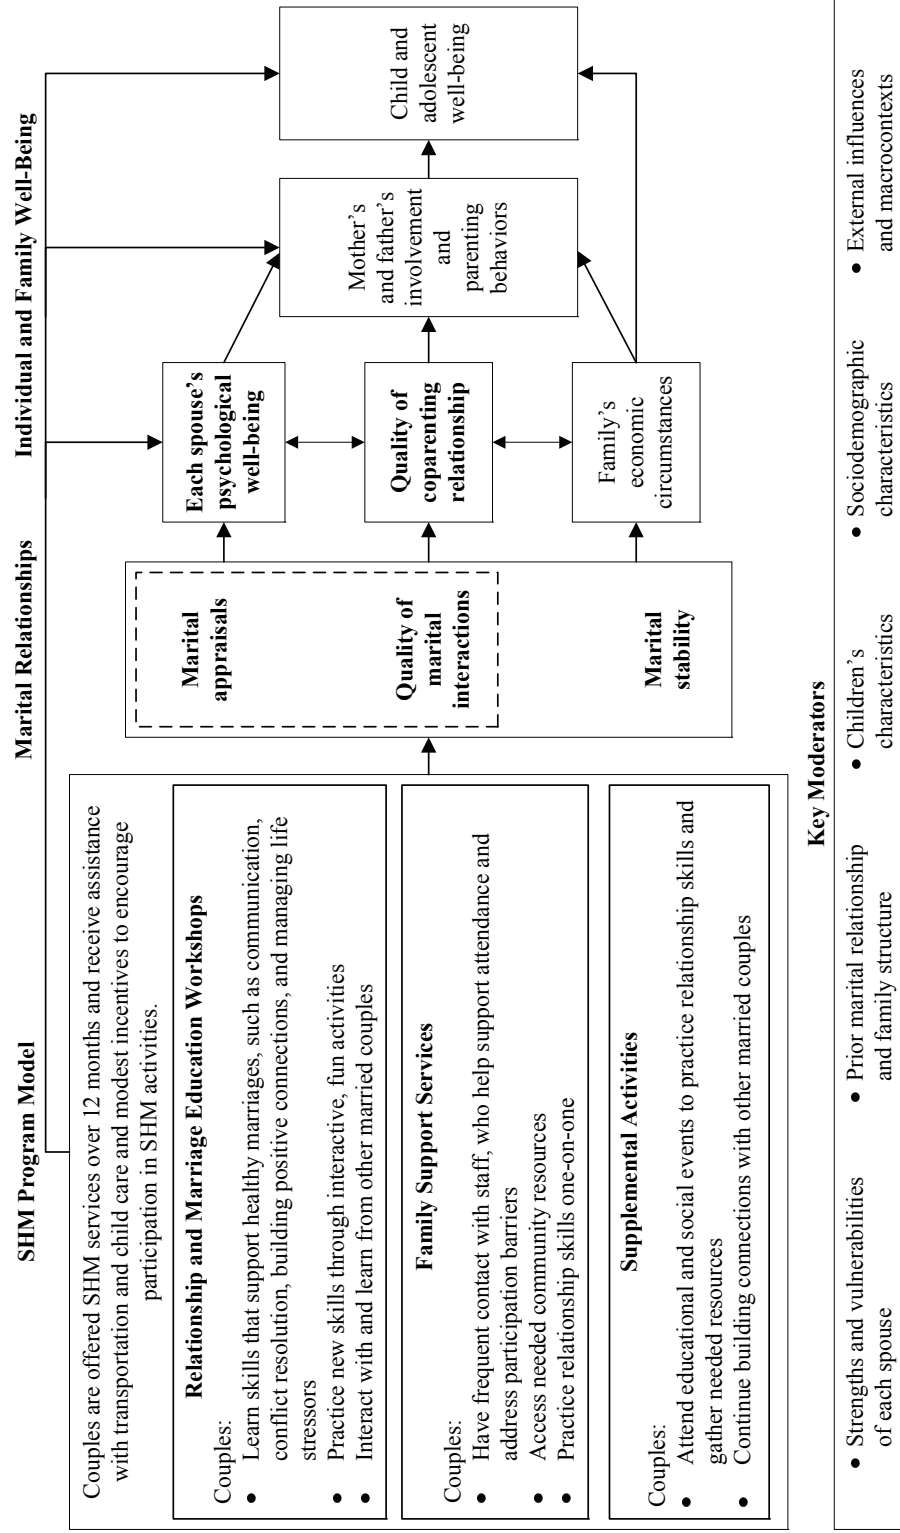 SHM Program Model
Marital Relationships
Individual and Family Well-Being
Couples are offered SHM services over 12 months and receive assistance
with transportation and child care and modest incentives to encourage
participation in SHM activities.
Relationship and Marriage Education Workshops
Couples:
● Learn skills that support healthy marriages, such as communication,
conflict resolution, building positive connections, and managing life
stressors
● Practice new skills through interactive, fun activities
● Interact with and learn from other married couples
Family Support Services
Couples:
● Have frequent contact with staff, who help support attendance and
address participation barriers
● Access needed community resources
● Practice relationship skills one-on-one
Supplemental Activities
Couples:
● Attend educational and social events to practice relationship skills and
gather needed resources
● Continue building connections with other married couples
Marital
appraisals
Quality of
marital
interactions
Marital
stability
Each spouse's
psychological
well-being
Quality of
coparenting
relationship
Family's
economic
circumstances
Mother's
and father's
involvement
and
parenting
behaviors
Child and
adolescent
well-being
Key Moderators
● Strengths and vulnerabilities
of each spouse
● Prior marital relationship
and family structure
● Children's
characteristics
● Sociodemographic
characteristics
● External influences
and macrocontexts